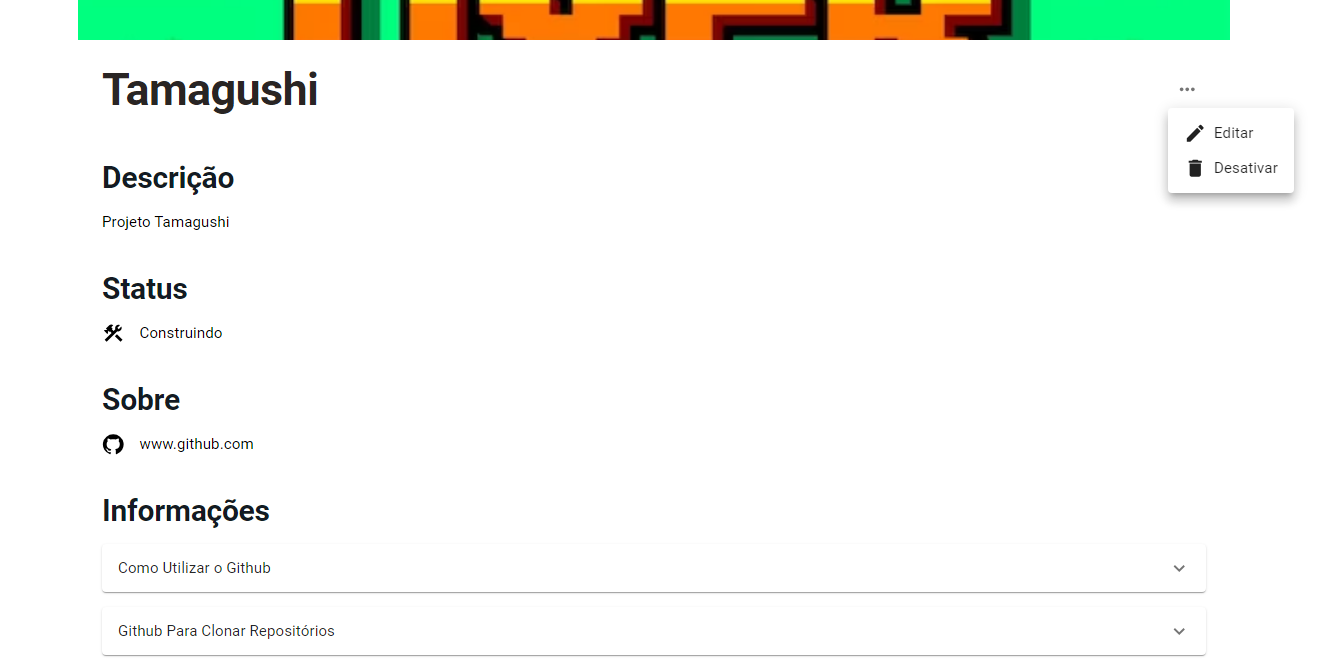 Tamagushi
Editar
Desativar
Descrição
Projeto Tamagushi
Status
Construindo
Sobre
www.github.com
Informações
Como Utilizar o Github
Github Para Clonar Repositórios